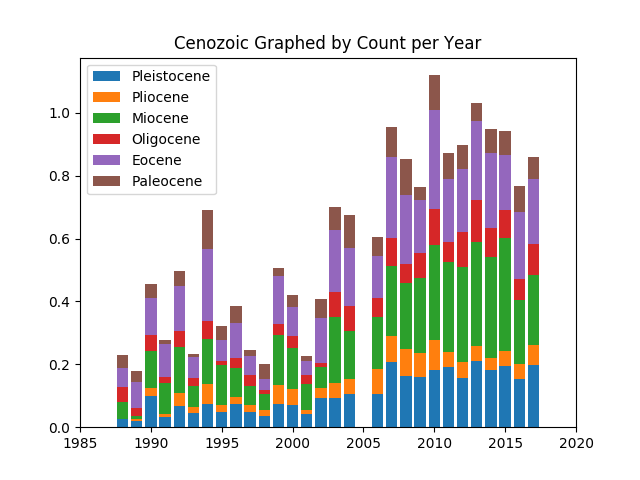 Cenozoic Graphed by Count per Year
Pleistocene
Pliocene
Miocene
Oligocene
Eocene
Paleocene
1.0
0.8
0.6
0.4
0.2
0.0
1985 1990 1995 2000 2005 2010 2015 2020